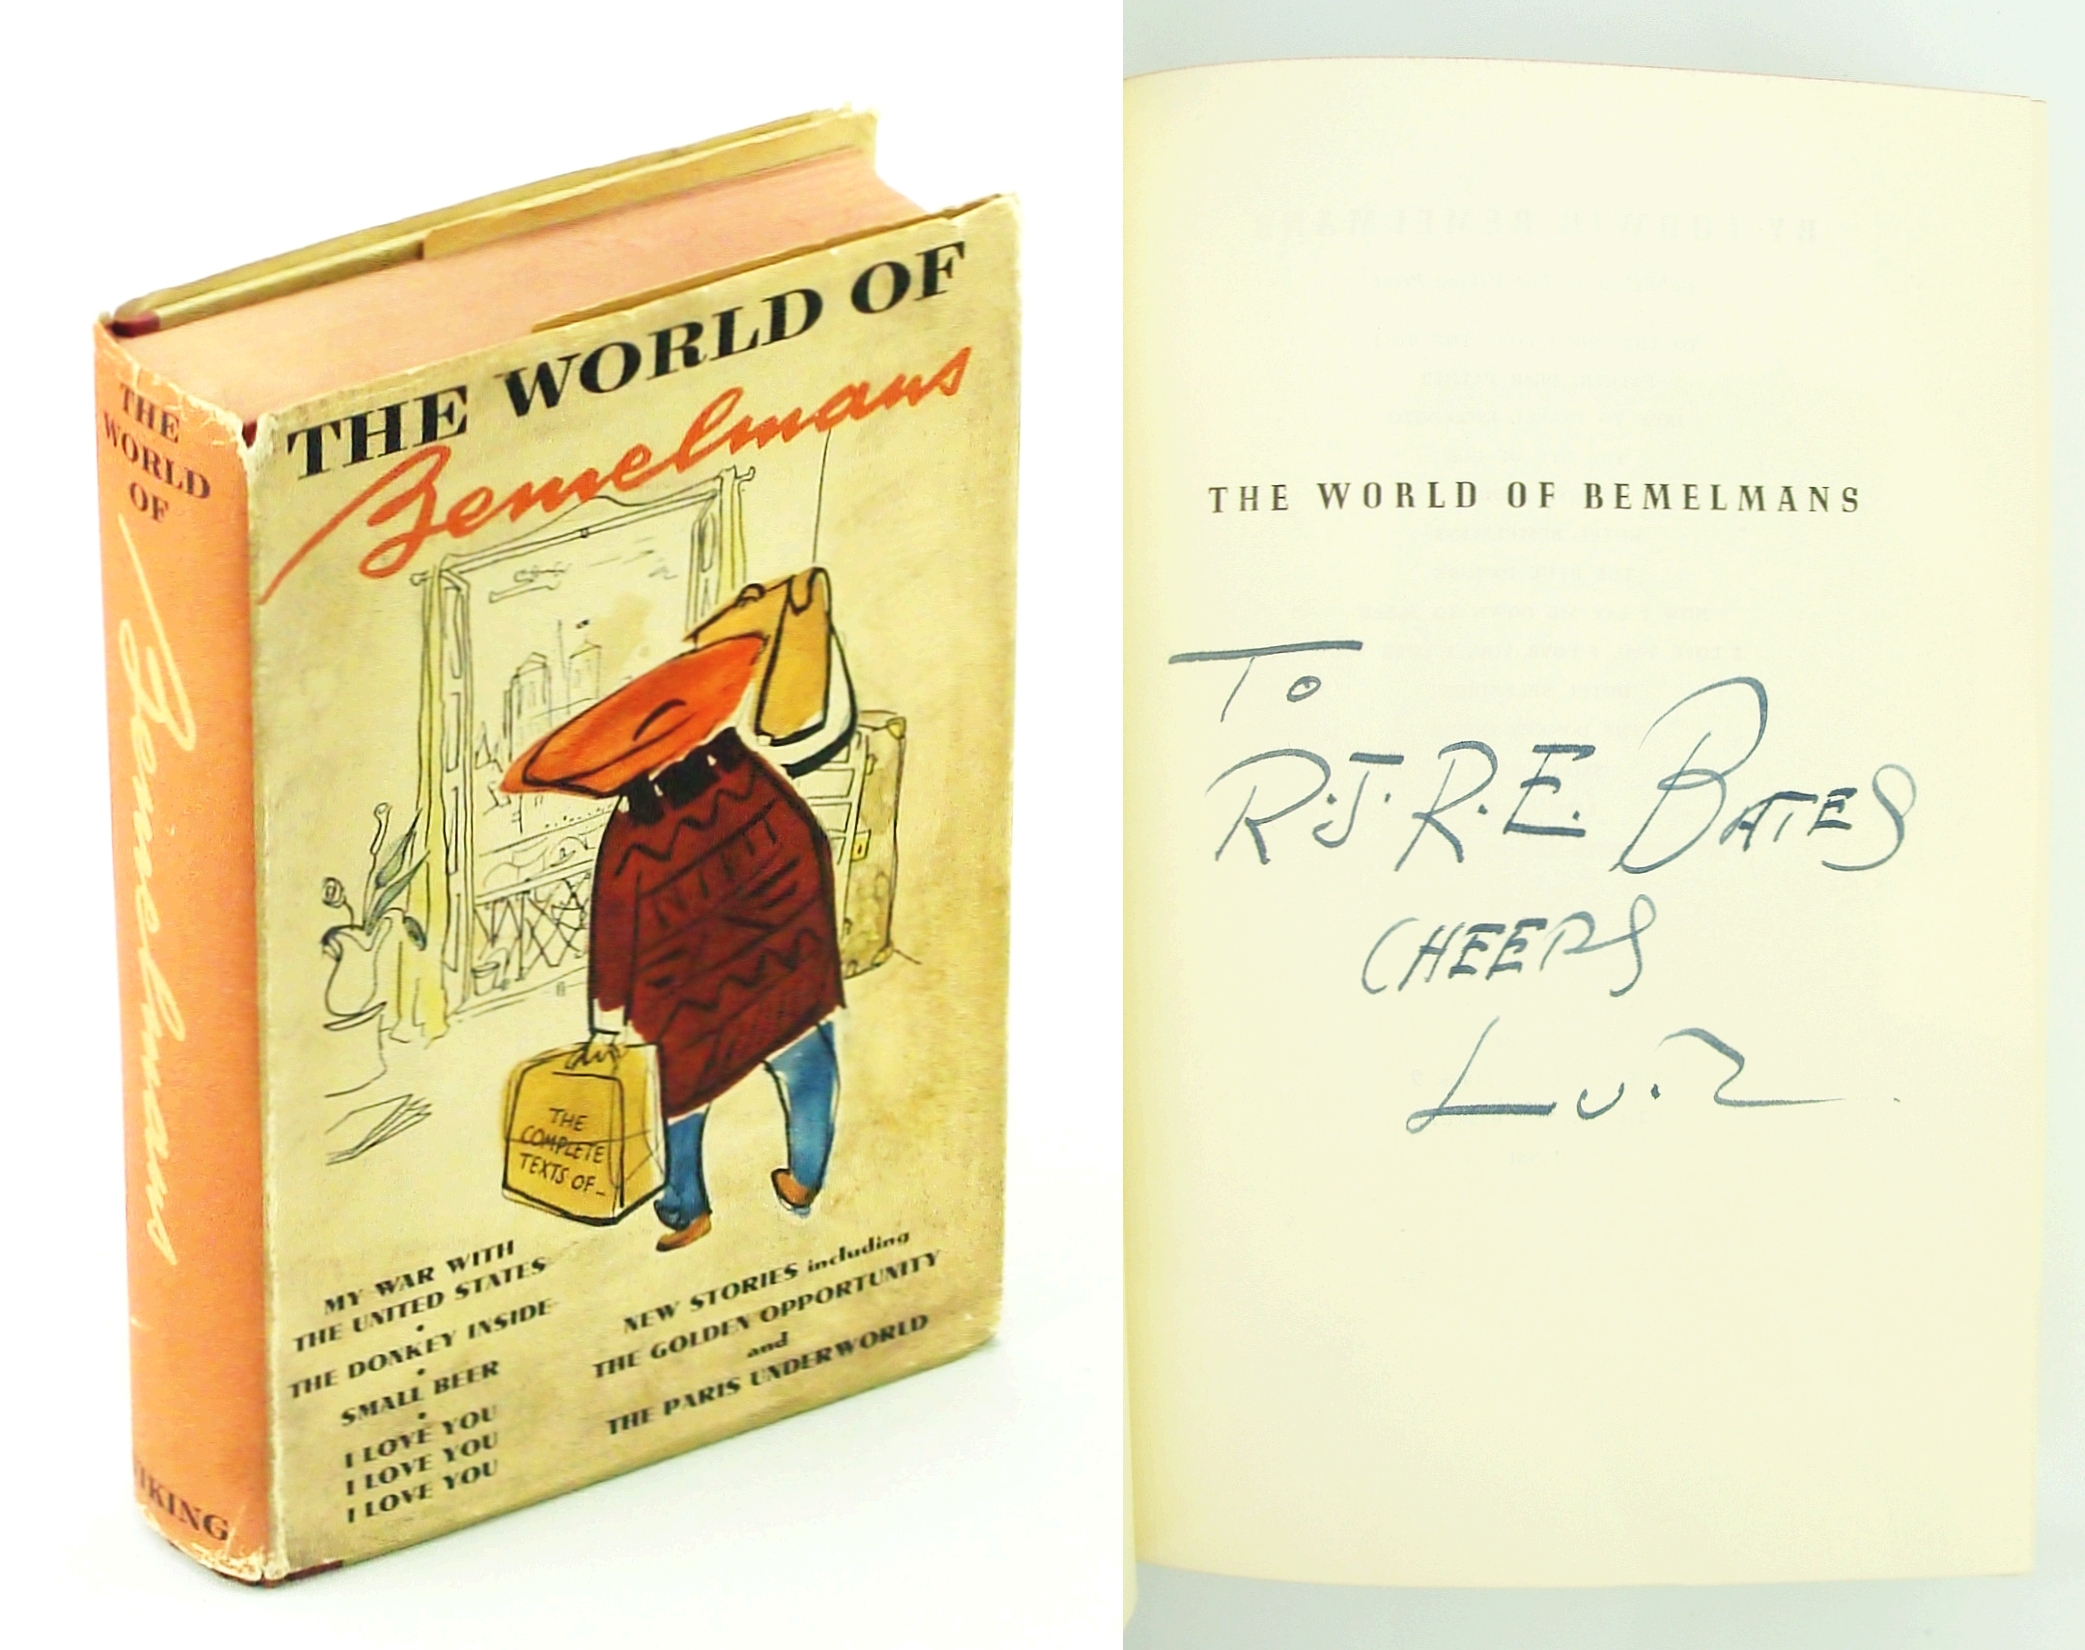 THE
WORLD
OF
Bemelmans
VIKING
THE WORLD OF
Bemelmans
THE
COMPLETE
TEXTS OF_
MY WAR WITH
THE UNITED STATES
•
THE DONKEY INSIDE
•
SMALL BEER
•
I LOVE YOU
I LOVE YOU
I LOVE YOU
NEW STORIES including
THE GOLDEN OPPORTUNITY
and
THE PARIS UNDERWORLD
THE WORLD OF BEMELMANS
To
R.J.R.E. BATES
CHEERS